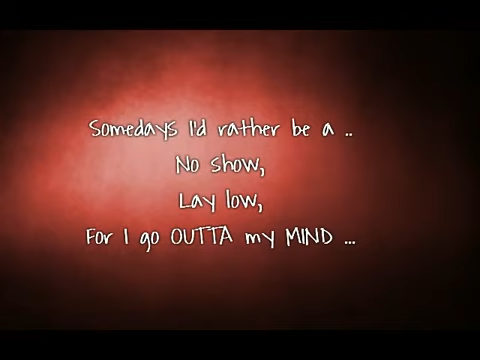 Somedays I'd rather be a ..
No show,
Lay low,
For I go OUTTA my MIND ...